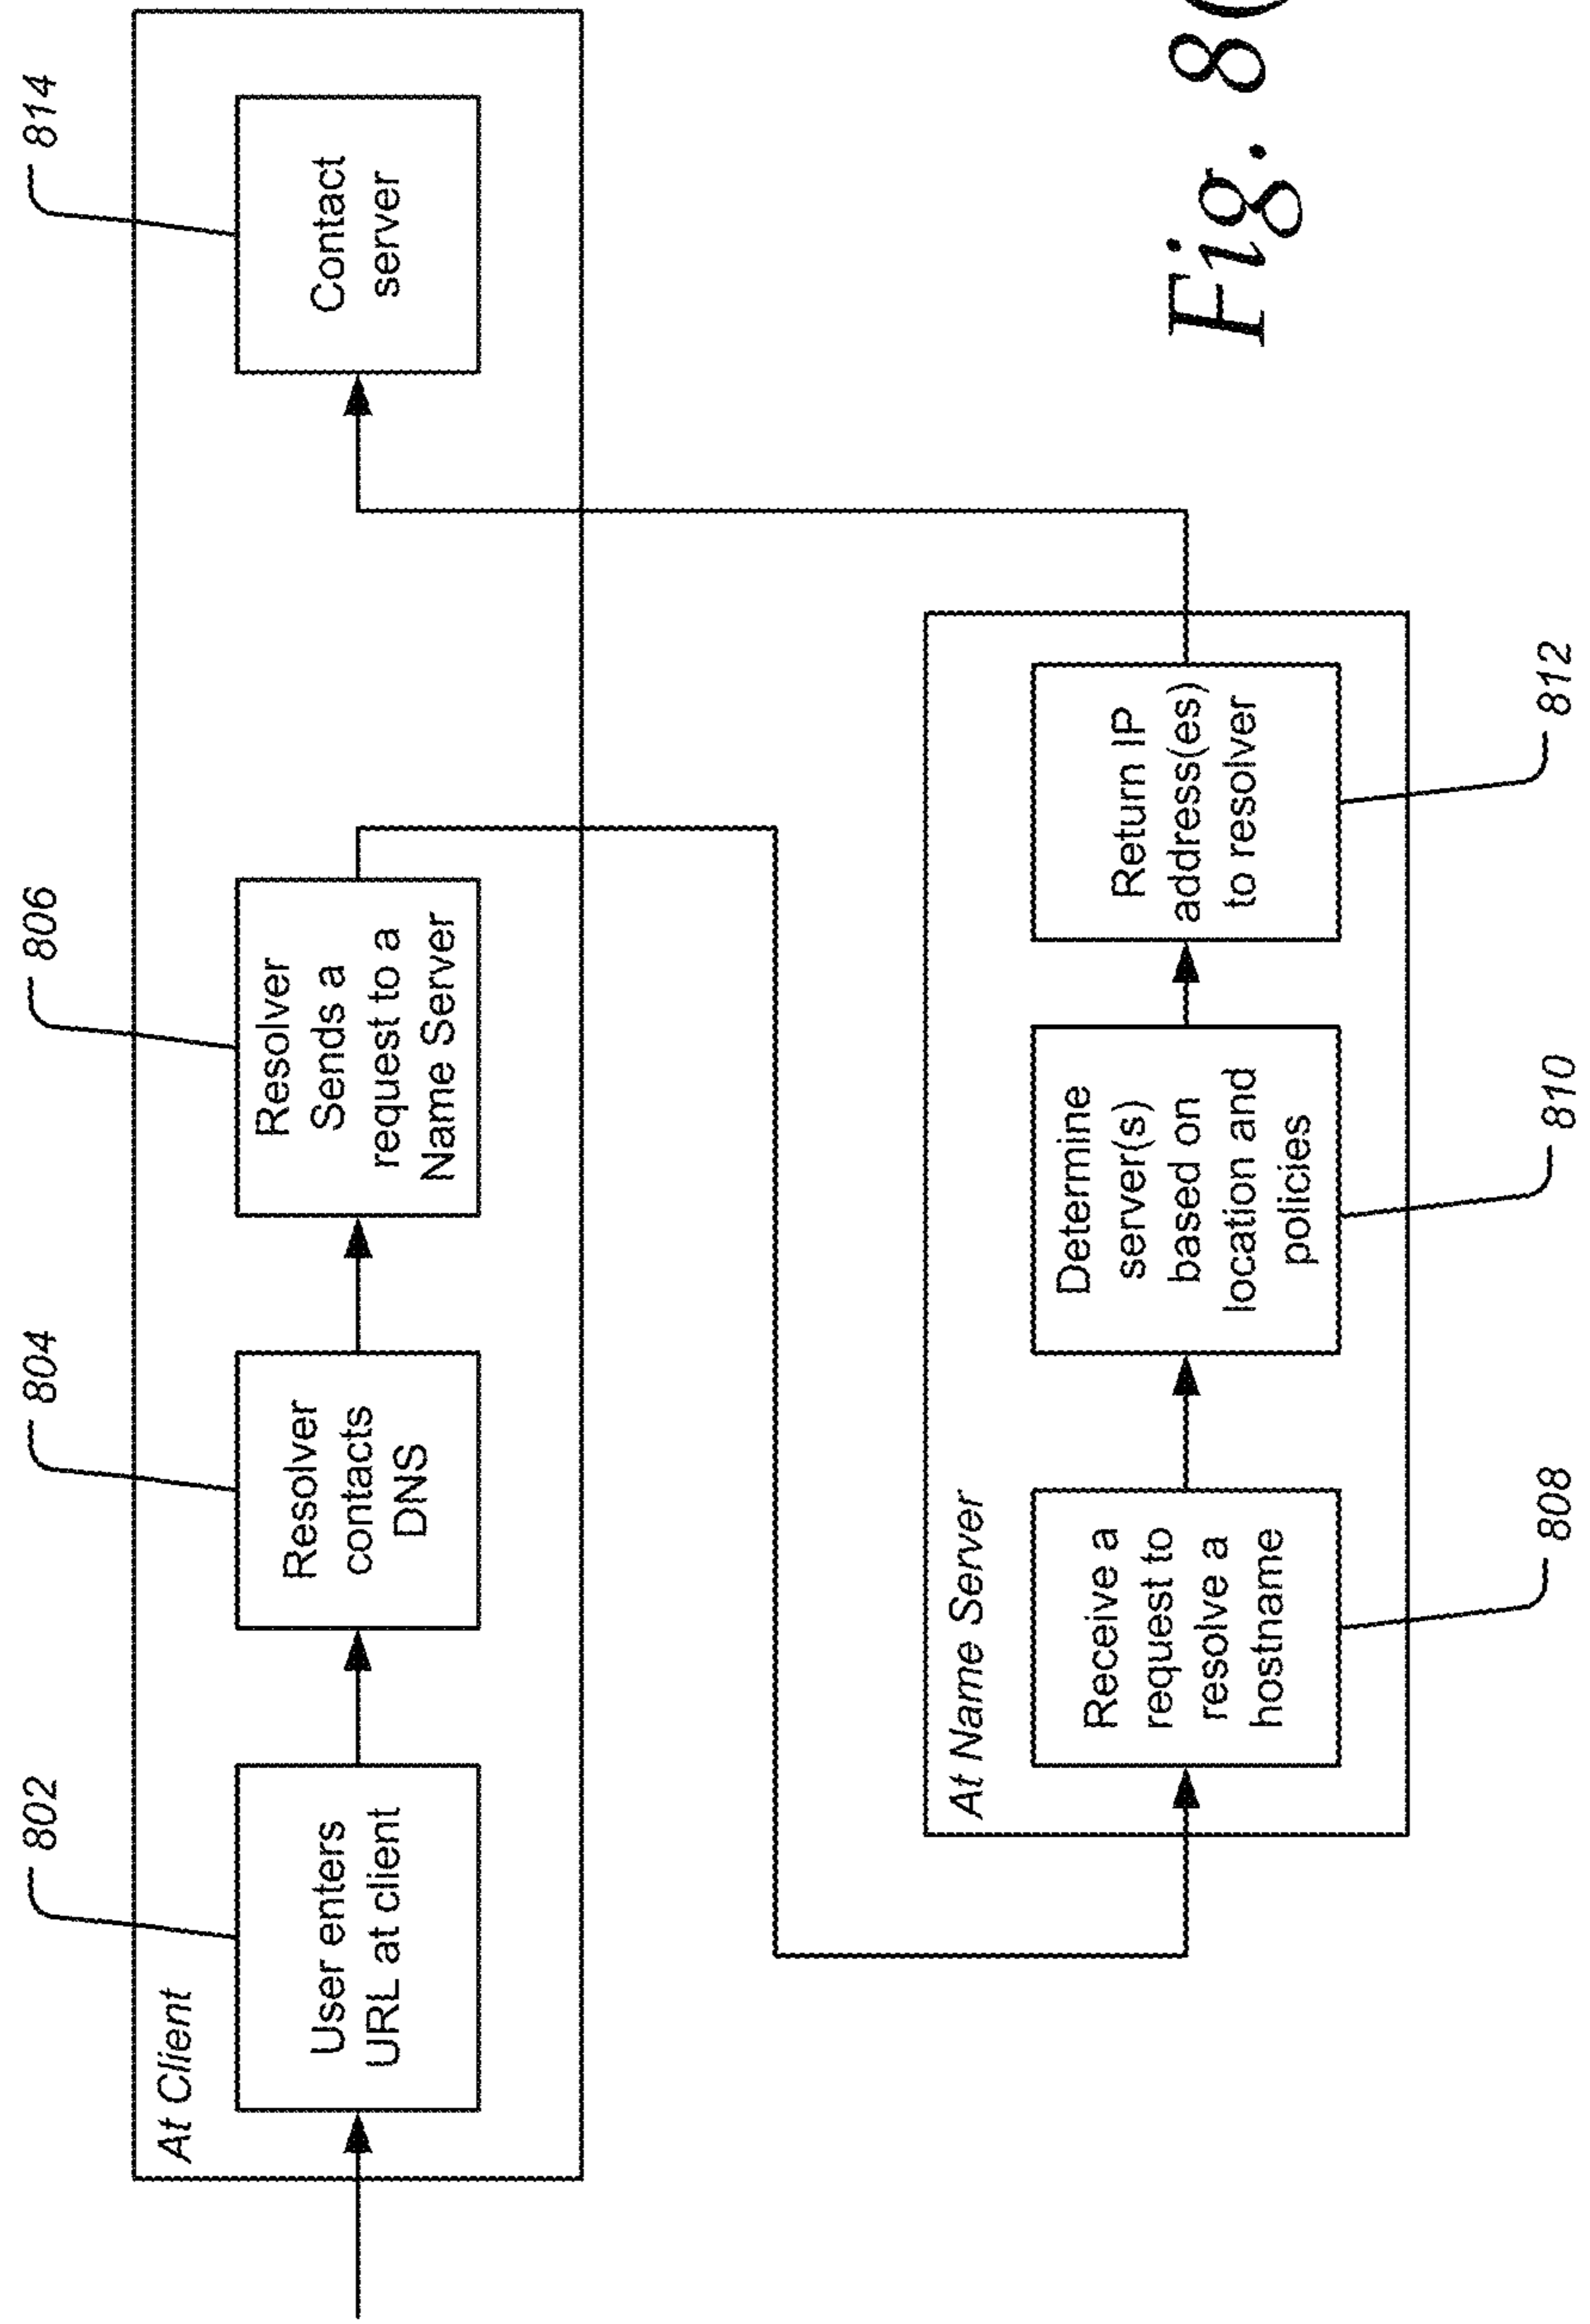 802
804
806
814
At Client
User enters
URL at client
Resolver
contacts
DNS
Resolver
Sends a
request to a
Name Server
Contact
server
At Name Server
Receive a
request to
resolve a
hostname
Determine
server(s)
based on
location and
policies
Return IP
address(es)
to resolver
808
810
812
Fig. 8(